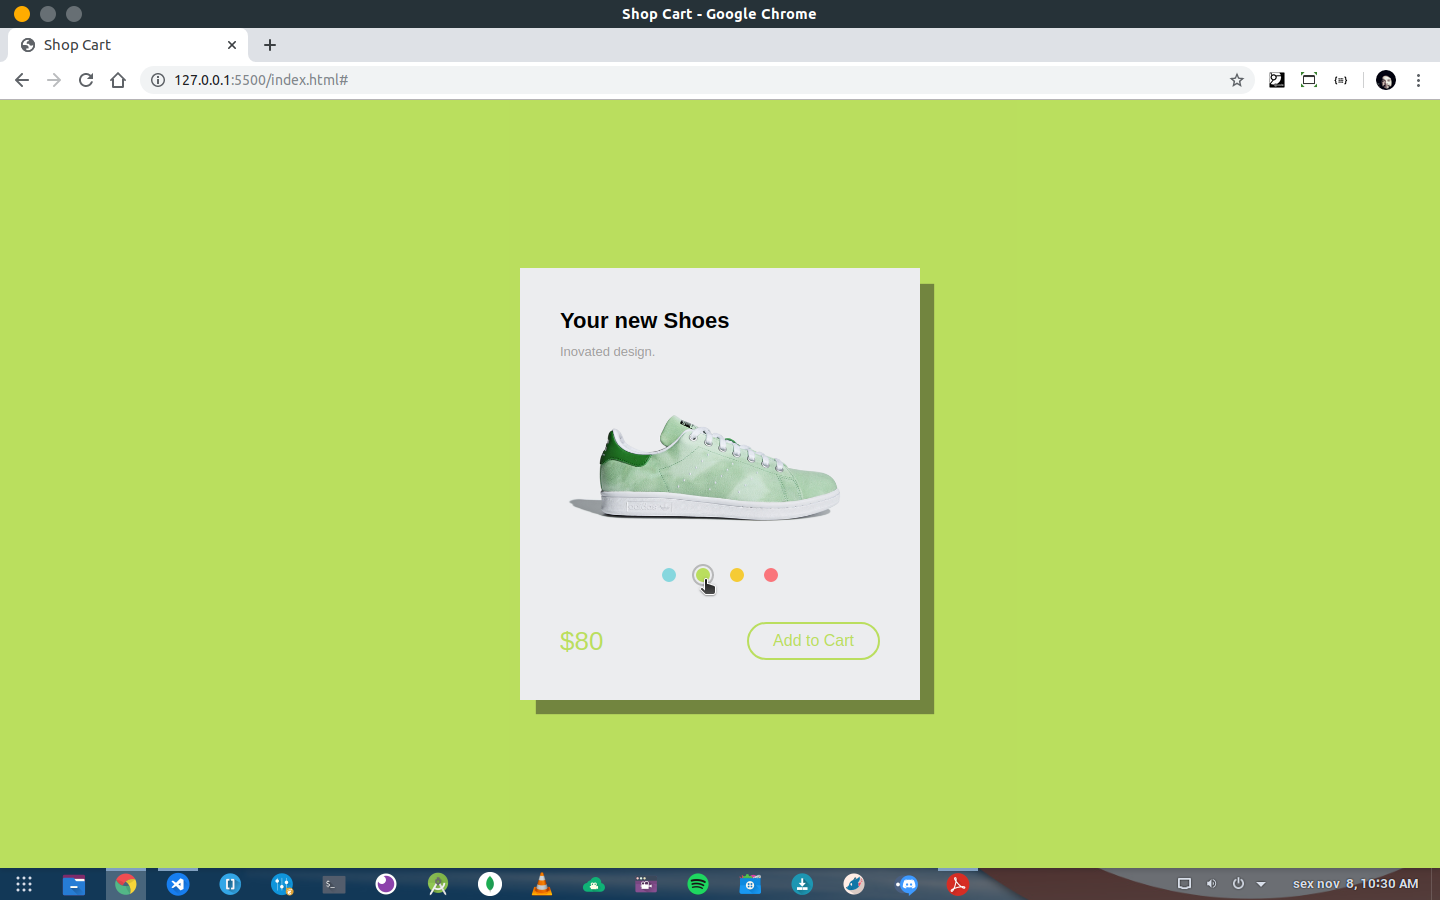 Shop Cart - Google Chrome
Shop Cart
127.0.0.1:5500/index.html#
Your new Shoes
Inovated design.
$80
Add to Cart
sex nov 8, 10:30 AM